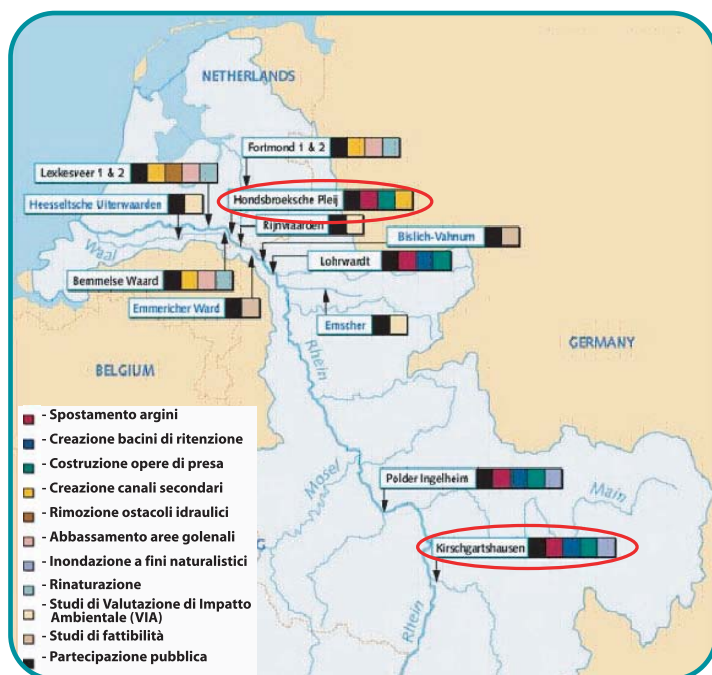 NETHERLANDS
Fortmond 1 & 2
Lexkesveer 1 & 2
Hondsbroeksche Pleij
Heesseltsche Uiterwaarden
Rijnwaarden
Bislich-Vahnum
Waal
Lohrwardt
Bemmelse Waard
Emmericher Ward
Emscher
GERMANY
Rhein
BELGIUM
- Spostamento argini
- Creazione bacini di ritenzione
- Costruzione opere di presa
- Creazione canali secondari
- Rimozione ostacoli idraulici
- Abbassamento aree golenali
- Inondazione a fini naturalistici
- Rinaturazione
- Studi di Valutazione di Impatto
Ambientale (VIA)
- Studi di fattibilità
- Partecipazione pubblica
Mosel
Polder Ingelheim
Main
G
Kirschgartshausen
Rhein